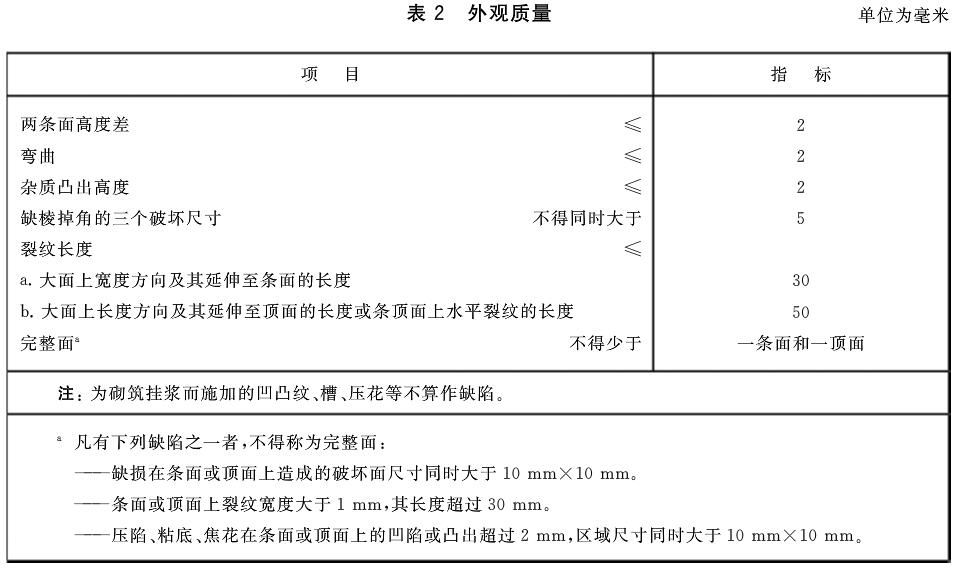 表 2 外观质量
单位为毫米
项 目 指 标
两条面高度差 ≤ 2
弯曲 ≤ 2
杂质凸出高度 ≤ 2
缺棱掉角的三个破坏尺寸 不得同时大于 5
裂纹长度 ≤
a. 大面上宽度方向及其延伸至条面的长度 30
b. 大面上长度方向及其延伸至顶面的长度或条顶面上水平裂纹的长度 50
完整面ᵃ 不得少于 一条面和一顶面
注：为砌筑挂浆而施加的凹凸纹、槽、压花等不算作缺陷。
ᵃ 凡有下列缺陷之一者,不得称为完整面：
——缺损在条面或顶面上造成的破坏面尺寸同时大于 10 mm×10 mm。
——条面或顶面上裂纹宽度大于 1 mm,其长度超过 30 mm。
——压陷、粘底、焦花在条面或顶面上的凹陷或凸出超过 2 mm,区域尺寸同时大于 10 mm×10 mm。